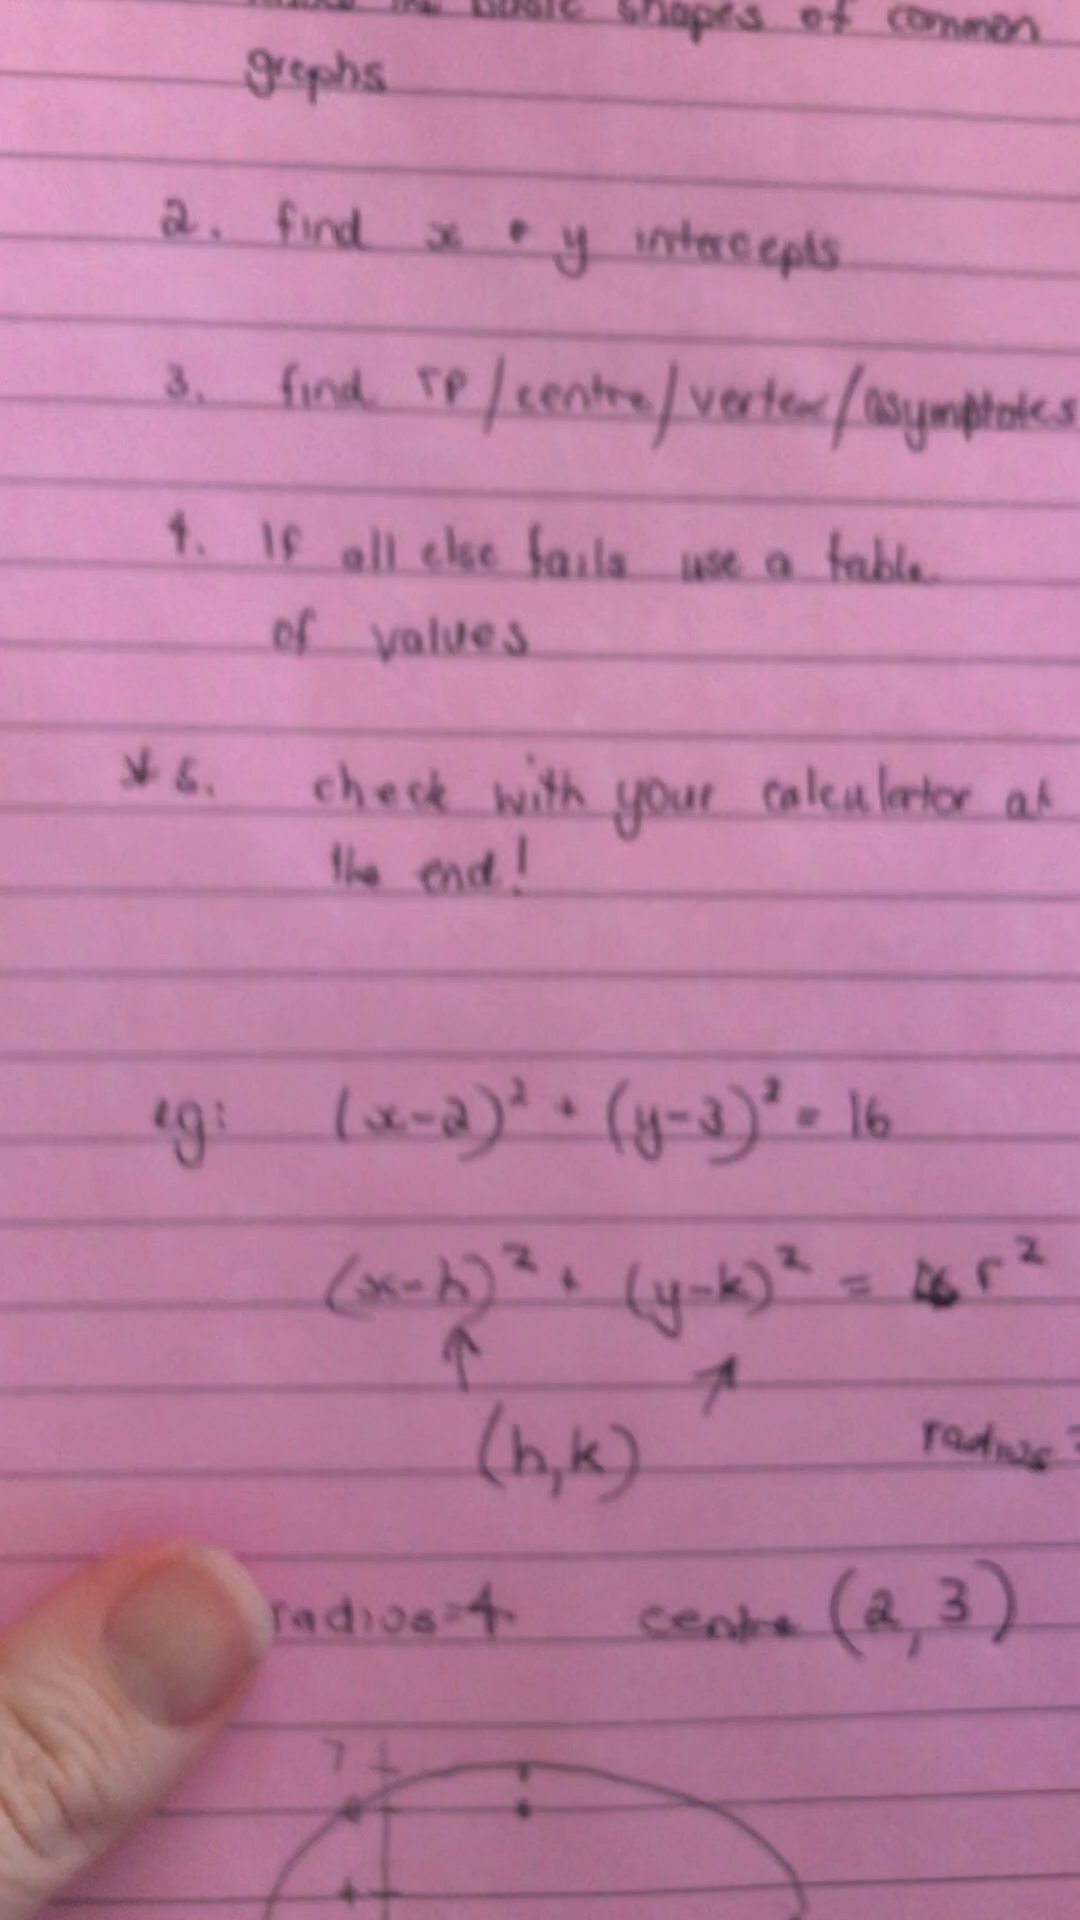 the basic shapes of common
graphs
2. find x + y intercepts
3. find TP/centre/vertex/asymptotes
4. If all else fails use a table
of values
* 5. check with your calculator at
the end!
eg: (x-2)² + (y-3)² = 16
(x-h)² + (y-k)² = r²
↑ ↗
(h,k) radius =
radius=4 centre (2,3)
7